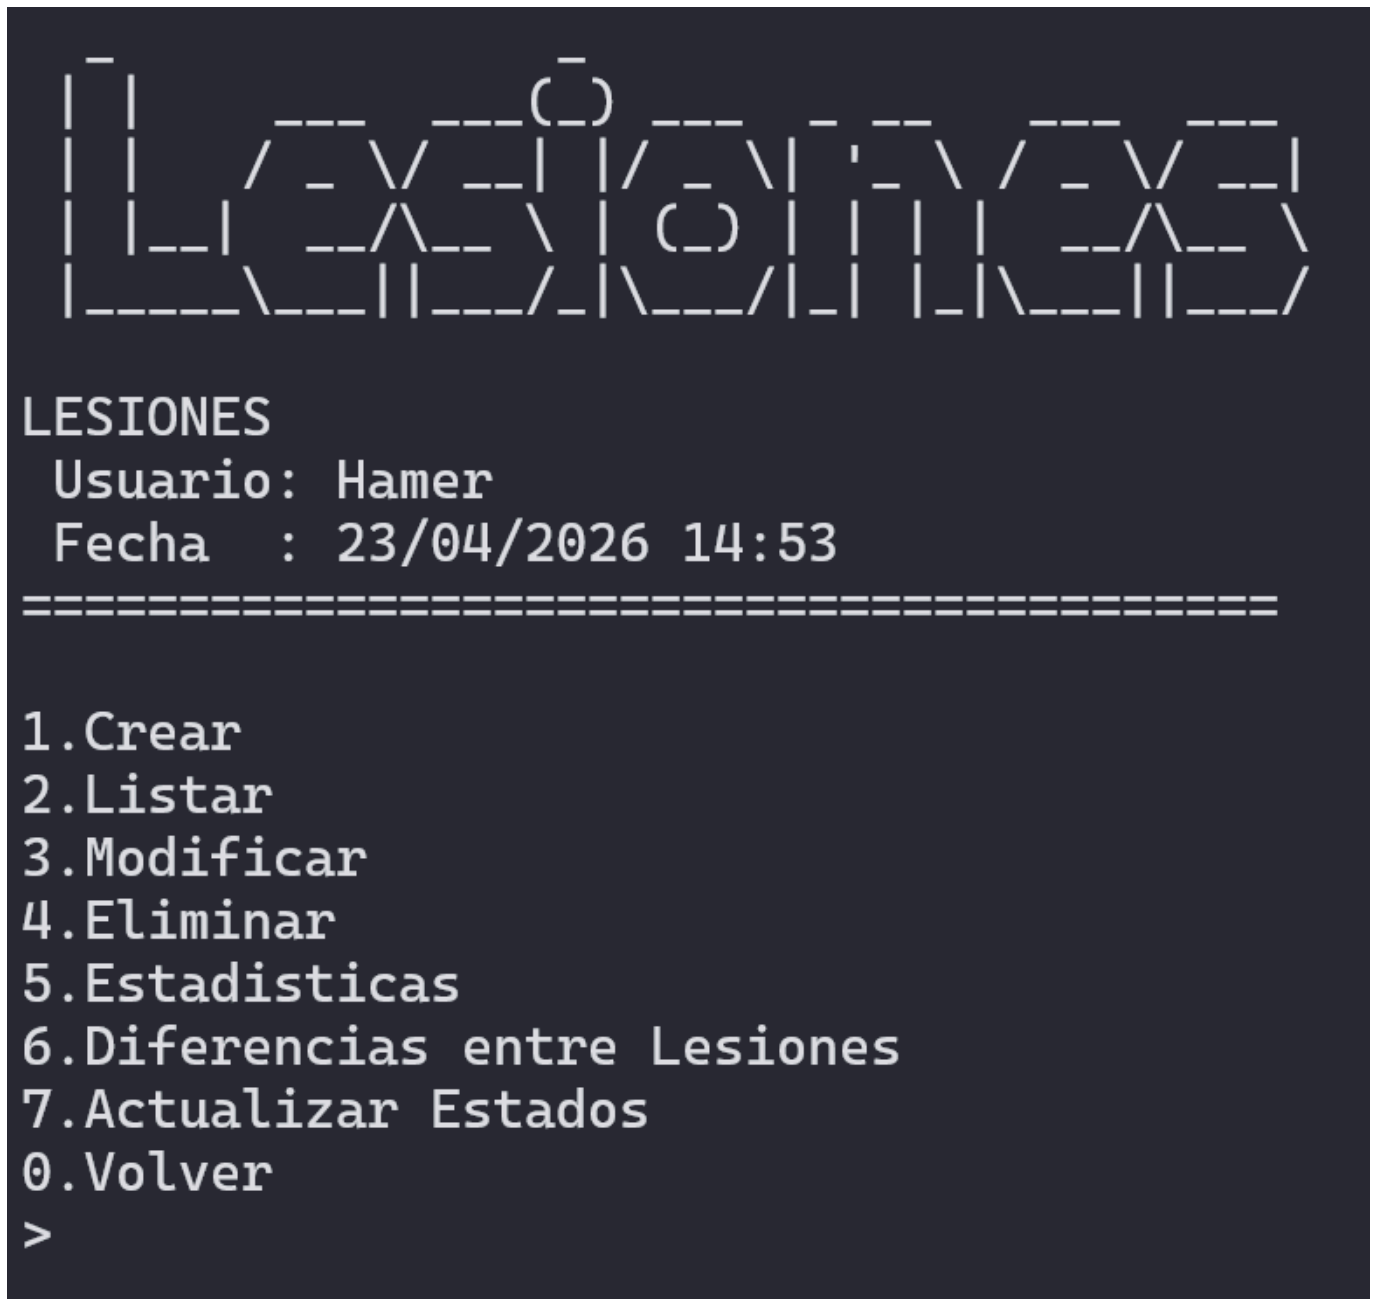 Lesiones
LESIONES
Usuario: Hamer
Fecha  : 23/04/2026 14:53
========================================
1.Crear
2.Listar
3.Modificar
4.Eliminar
5.Estadisticas
6.Diferencias entre Lesiones
7.Actualizar Estados
0.Volver
>